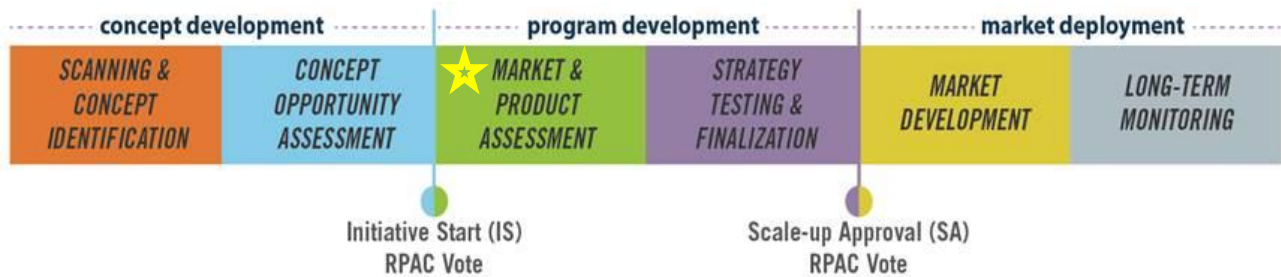 concept development
program development
market deployment
SCANNING &
CONCEPT
IDENTIFICATION
CONCEPT
OPPORTUNITY
ASSESSMENT
MARKET &
PRODUCT
ASSESSMENT
STRATEGY
TESTING &
FINALIZATION
MARKET
DEVELOPMENT
LONG-TERM
MONITORING
Initiative Start (IS)
RPAC Vote
Scale-up Approval (SA)
RPAC Vote